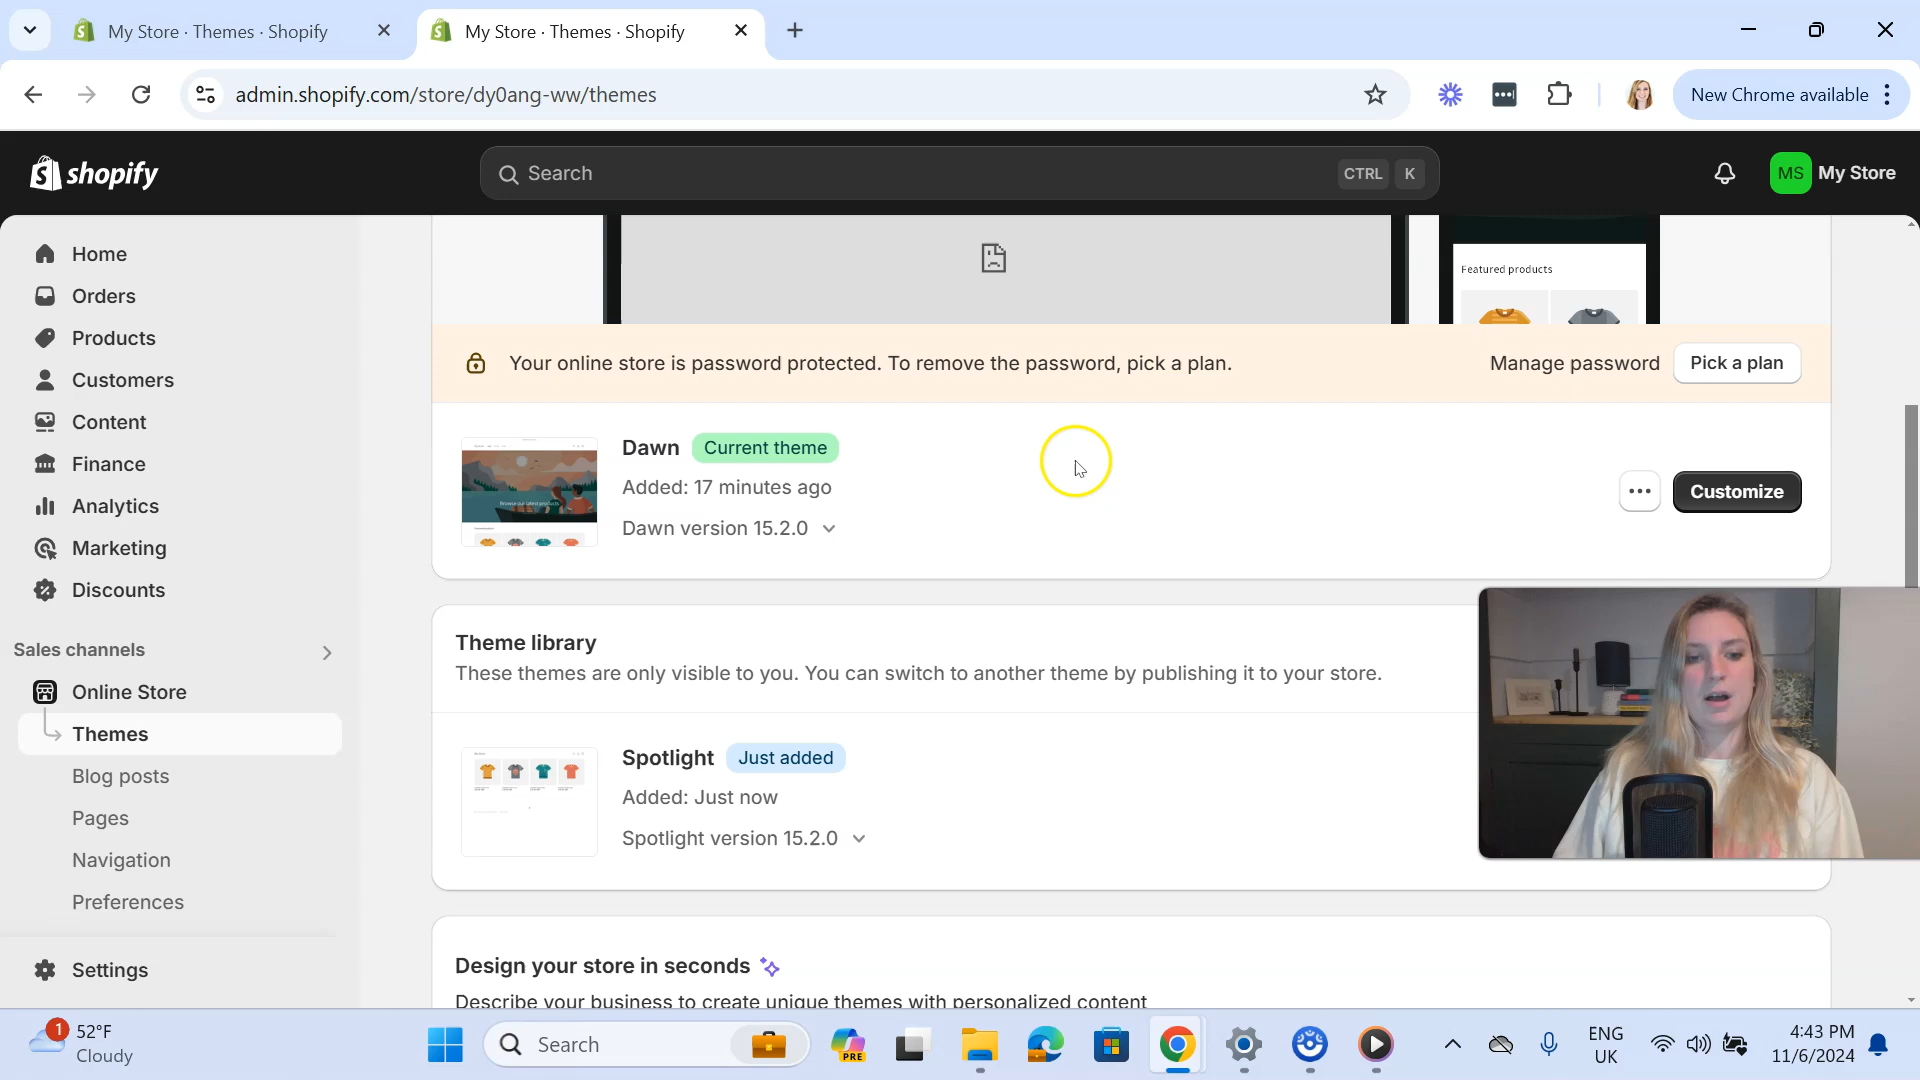 My Store · Themes · Shopify
My Store · Themes · Shopify
admin.shopify.com/store/dy0ang-ww/themes
New Chrome available
shopify
Search
CTRL K
MS My Store
Home
Orders
Products
Customers
Content
Finance
Analytics
Marketing
Discounts
Sales channels
Online Store
Themes
Blog posts
Pages
Navigation
Preferences
Settings
Featured products
Your online store is password protected. To remove the password, pick a plan.
Manage password
Pick a plan
Dawn Current theme
Added: 17 minutes ago
Dawn version 15.2.0
Customize
Theme library
These themes are only visible to you. You can switch to another theme by publishing it to your store.
Spotlight Just added
Added: Just now
Spotlight version 15.2.0
Design your store in seconds
Describe your business to create unique themes with personalized content
1
52°F
Cloudy
Search
PRE
ENG
UK
4:43 PM
11/6/2024